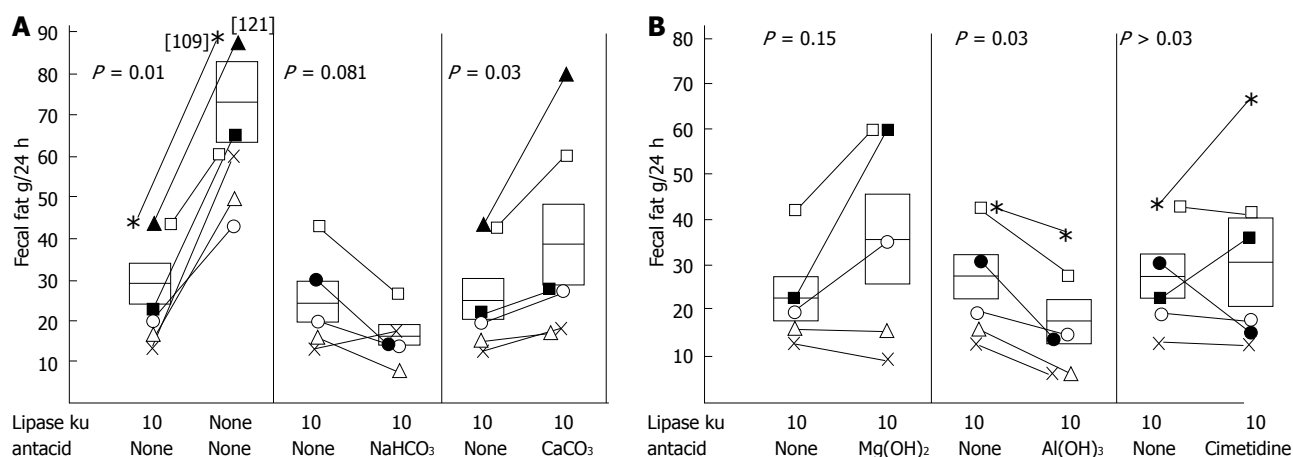 A
[109]
[121]
P = 0.01
P = 0.081
P = 0.03
Fecal fat g/24 h
90
80
70
60
50
40
30
20
10
Lipase ku 10 None 10 10 10 10
antacid None None None NaHCO₃ None CaCO₃
B
P = 0.15
P = 0.03
P > 0.03
Fecal fat g/24 h
80
70
60
50
40
30
20
10
10 10 10 10 10 10
None Mg(OH)₂ None Al(OH)₃ None Cimetidine